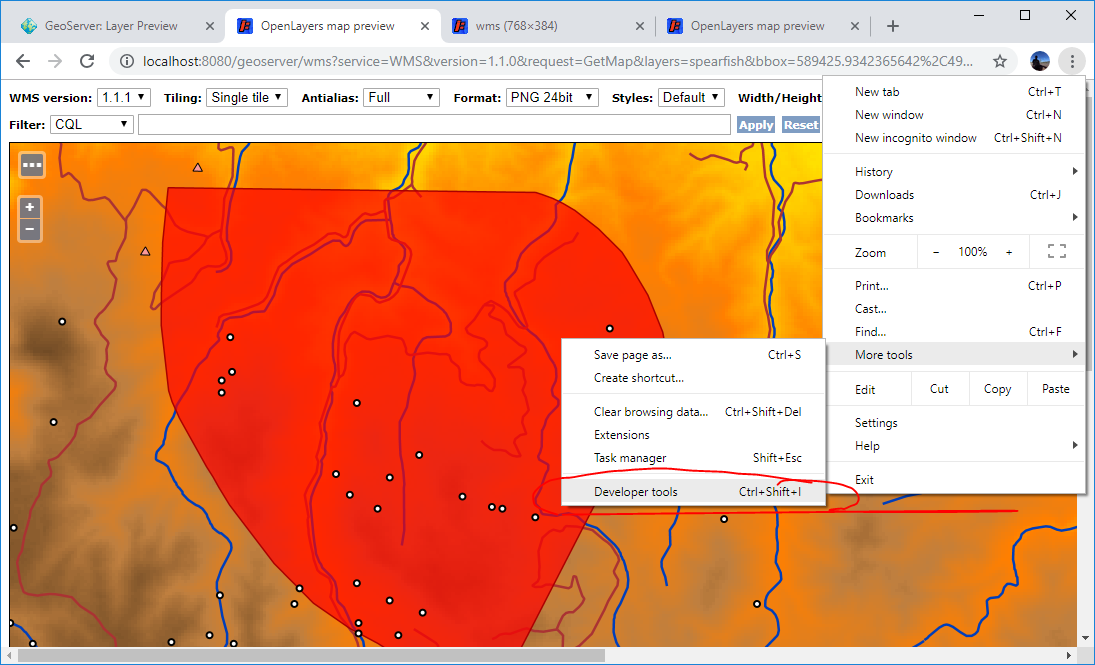 GeoServer: Layer Preview
OpenLayers map preview
wms (768×384)
OpenLayers map preview
localhost:8080/geoserver/wms?service=WMS&version=1.1.0&request=GetMap&layers=spearfish&bbox=589425.9342365642%2C49...
WMS version: 1.1.1 Tiling: Single tile Antialias: Full Format: PNG 24bit Styles: Default Width/Height
Filter: CQL Apply Reset
...
+
−
New tab Ctrl+T
New window Ctrl+N
New incognito window Ctrl+Shift+N
History
Downloads Ctrl+J
Bookmarks
Zoom − 100% +
Print... Ctrl+P
Cast...
Find... Ctrl+F
More tools
Edit Cut Copy Paste
Settings
Help
Exit
Save page as... Ctrl+S
Create shortcut...
Clear browsing data... Ctrl+Shift+Del
Extensions
Task manager Shift+Esc
Developer tools Ctrl+Shift+I